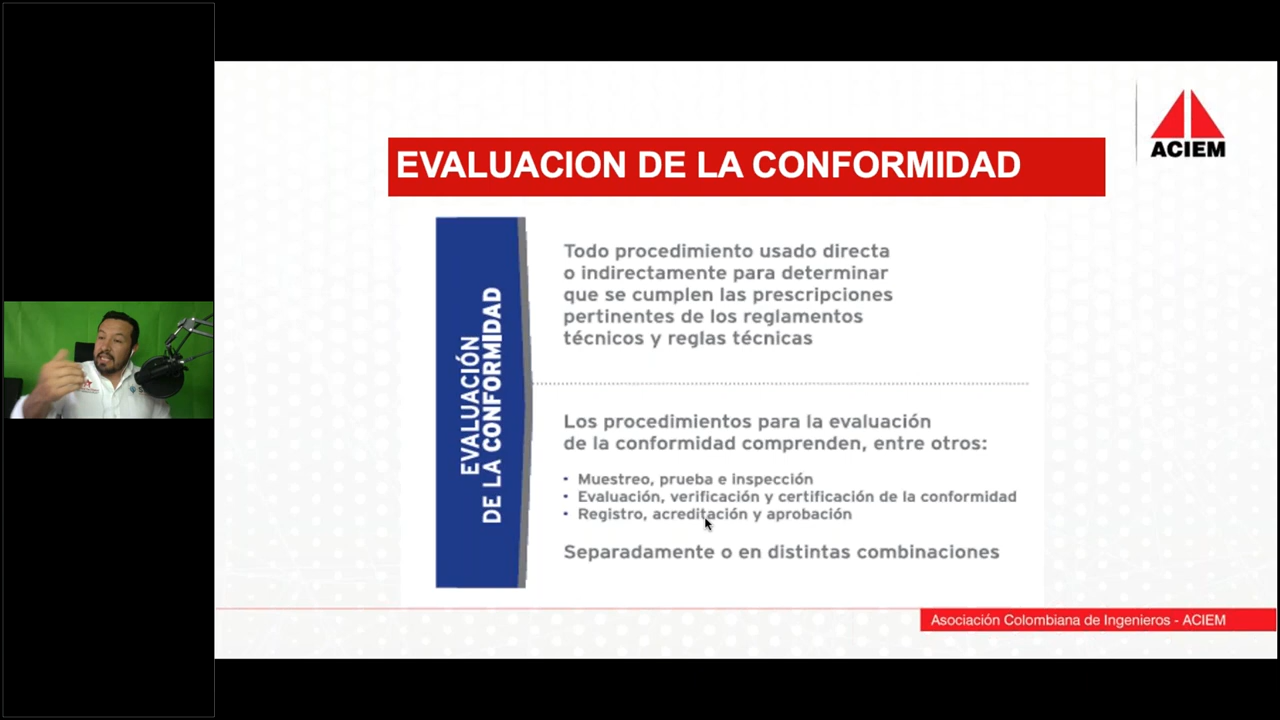 ACIEM
EVALUACION DE LA CONFORMIDAD
EVALUACIÓN
DE LA CONFORMIDAD
Todo procedimiento usado directa
o indirectamente para determinar
que se cumplen las prescripciones
pertinentes de los reglamentos
técnicos y reglas técnicas
Los procedimientos para la evaluación
de la conformidad comprenden, entre otros:
• Muestreo, prueba e inspección
• Evaluación, verificación y certificación de la conformidad
• Registro, acreditación y aprobación
Separadamente o en distintas combinaciones
Asociación Colombiana de Ingenieros - ACIEM